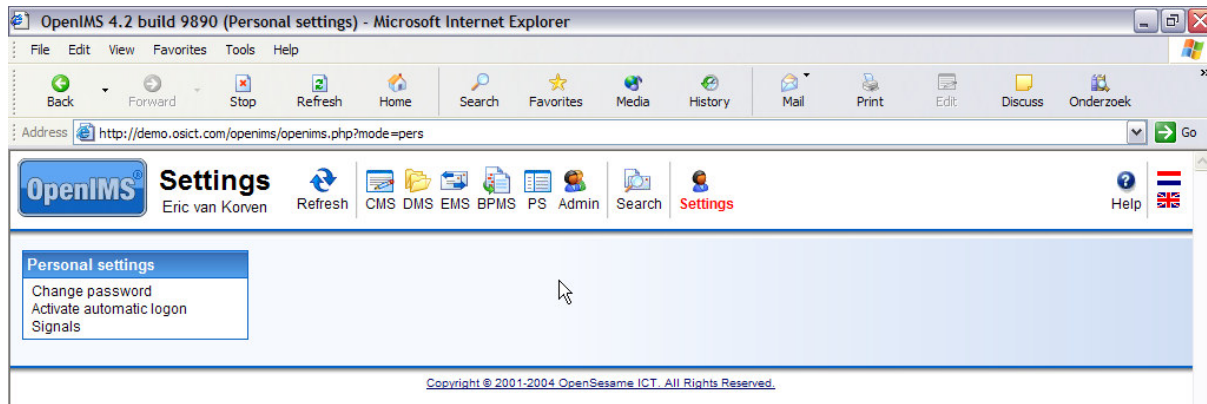 OpenIMS 4.2 build 9890 (Personal settings) - Microsoft Internet Explorer
File Edit View Favorites Tools Help
Back Forward Stop Refresh Home Search Favorites Media History Mail Print Edit Discuss Onderzoek »
Address http://demo.osict.com/openims/openims.php?mode=pers Go
OpenIMS® Settings
Eric van Korven
Refresh CMS DMS EMS BPMS PS Admin Search Settings Help
Personal settings
Change password
Activate automatic logon
Signals
Copyright © 2001-2004 OpenSesame ICT. All Rights Reserved.